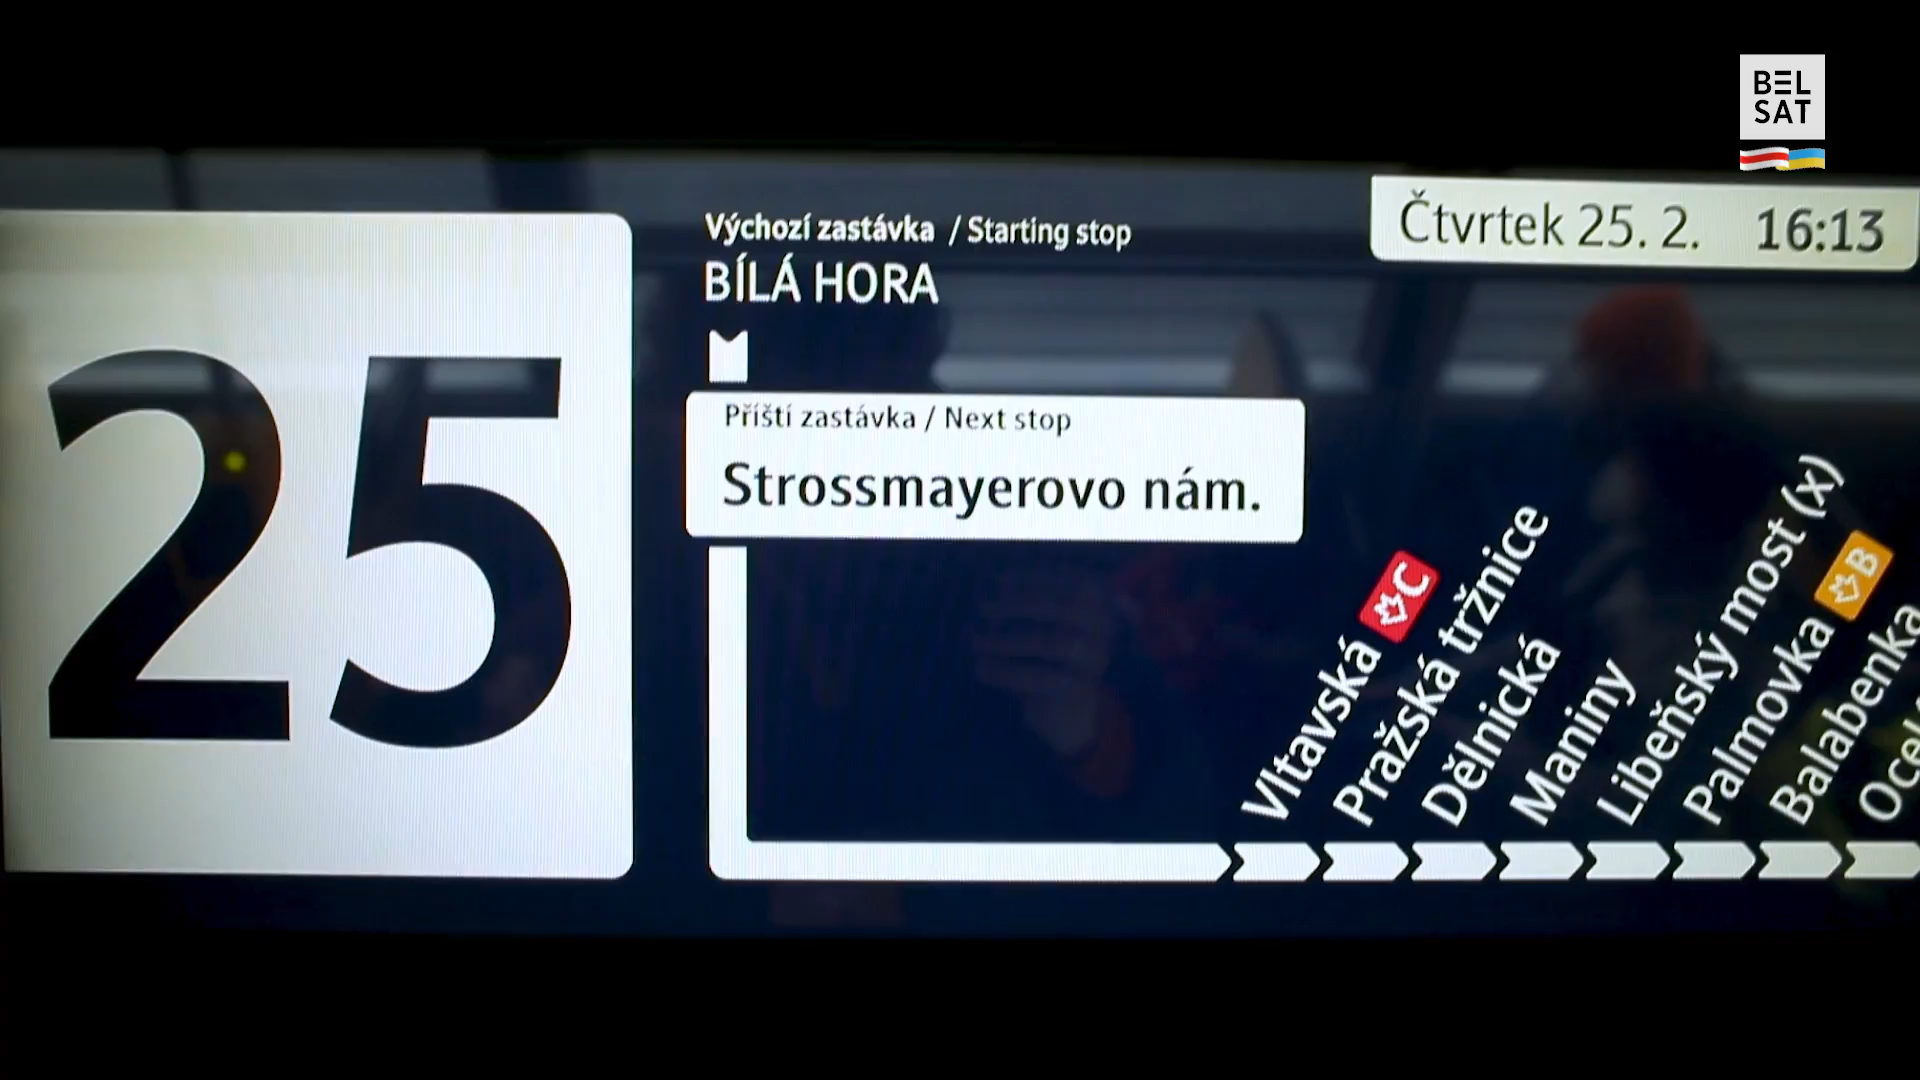 BEL
SAT
25
Výchozí zastávka / Starting stop
BÍLÁ HORA
Čtvrtek 25. 2. 16:13
Příští zastávka / Next stop
Strossmayerovo nám.
Vltavská C
Pražská tržnice
Dělnická
Maniny
Libeňský most (x)
Palmovka B
Balabenka